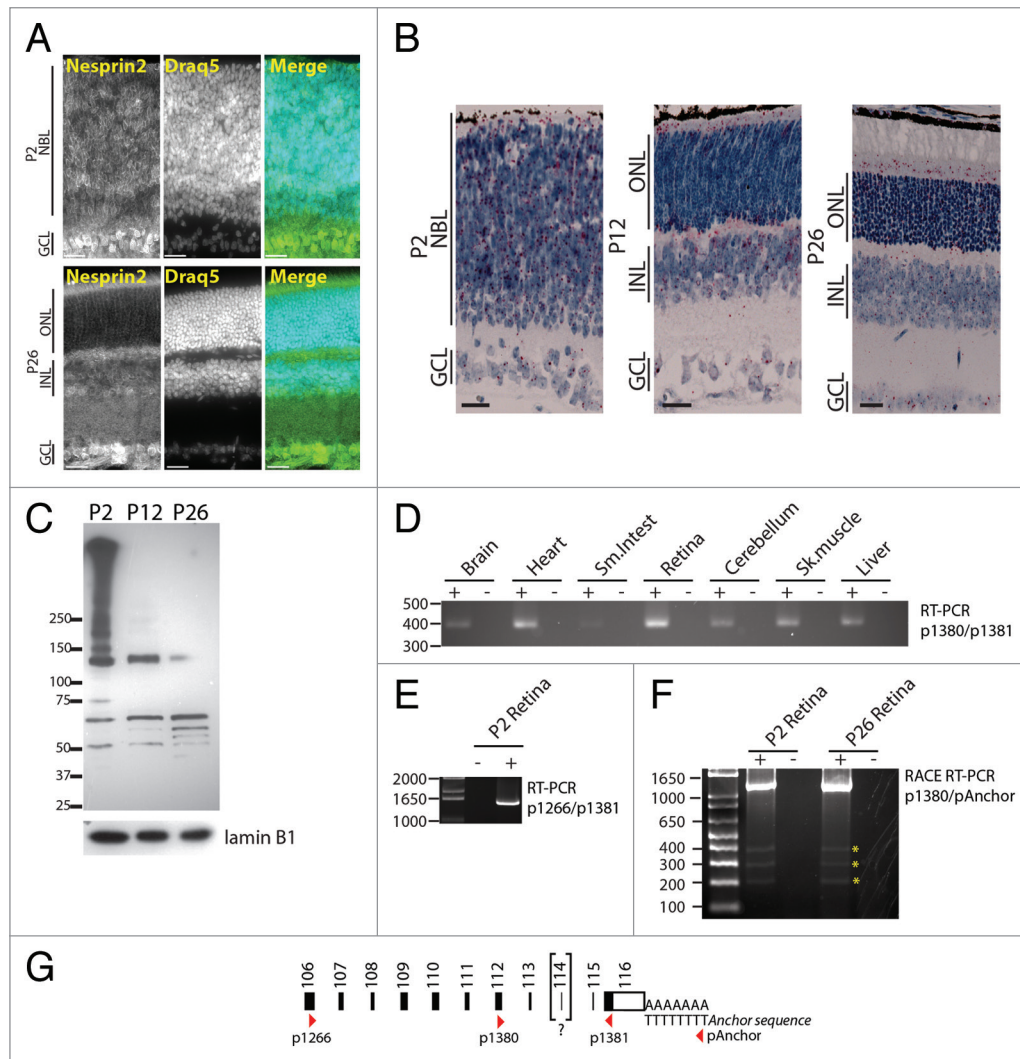 A
Nesprin2 Draq5 Merge
P2
NBL
GCL
Nesprin2 Draq5 Merge
P26
ONL
INL
GCL
B
P2
NBL
GCL
P12
ONL
INL
GCL
P26
ONL
INL
GCL
C
P2 P12 P26
250
150
100
75
50
37
25
lamin B1
D
Brain Heart Sm.Intest Retina Cerebellum Sk.muscle Liver
+ - + - + - + - + - + - + -
500
400
300
RT-PCR
p1380/p1381
E
P2 Retina
- +
2000
1650
1000
RT-PCR
p1266/p1381
F
P2 Retina P26 Retina
+ - + -
1650
1000
400
300
200
100
*
*
*
RACE RT-PCR
p1380/pAnchor
G
106 107 108 109 110 111 112 113 [114] 115 116
AAAAAAA
TTTTTTTT Anchor sequence
p1266 p1380 ? p1381 pAnchor